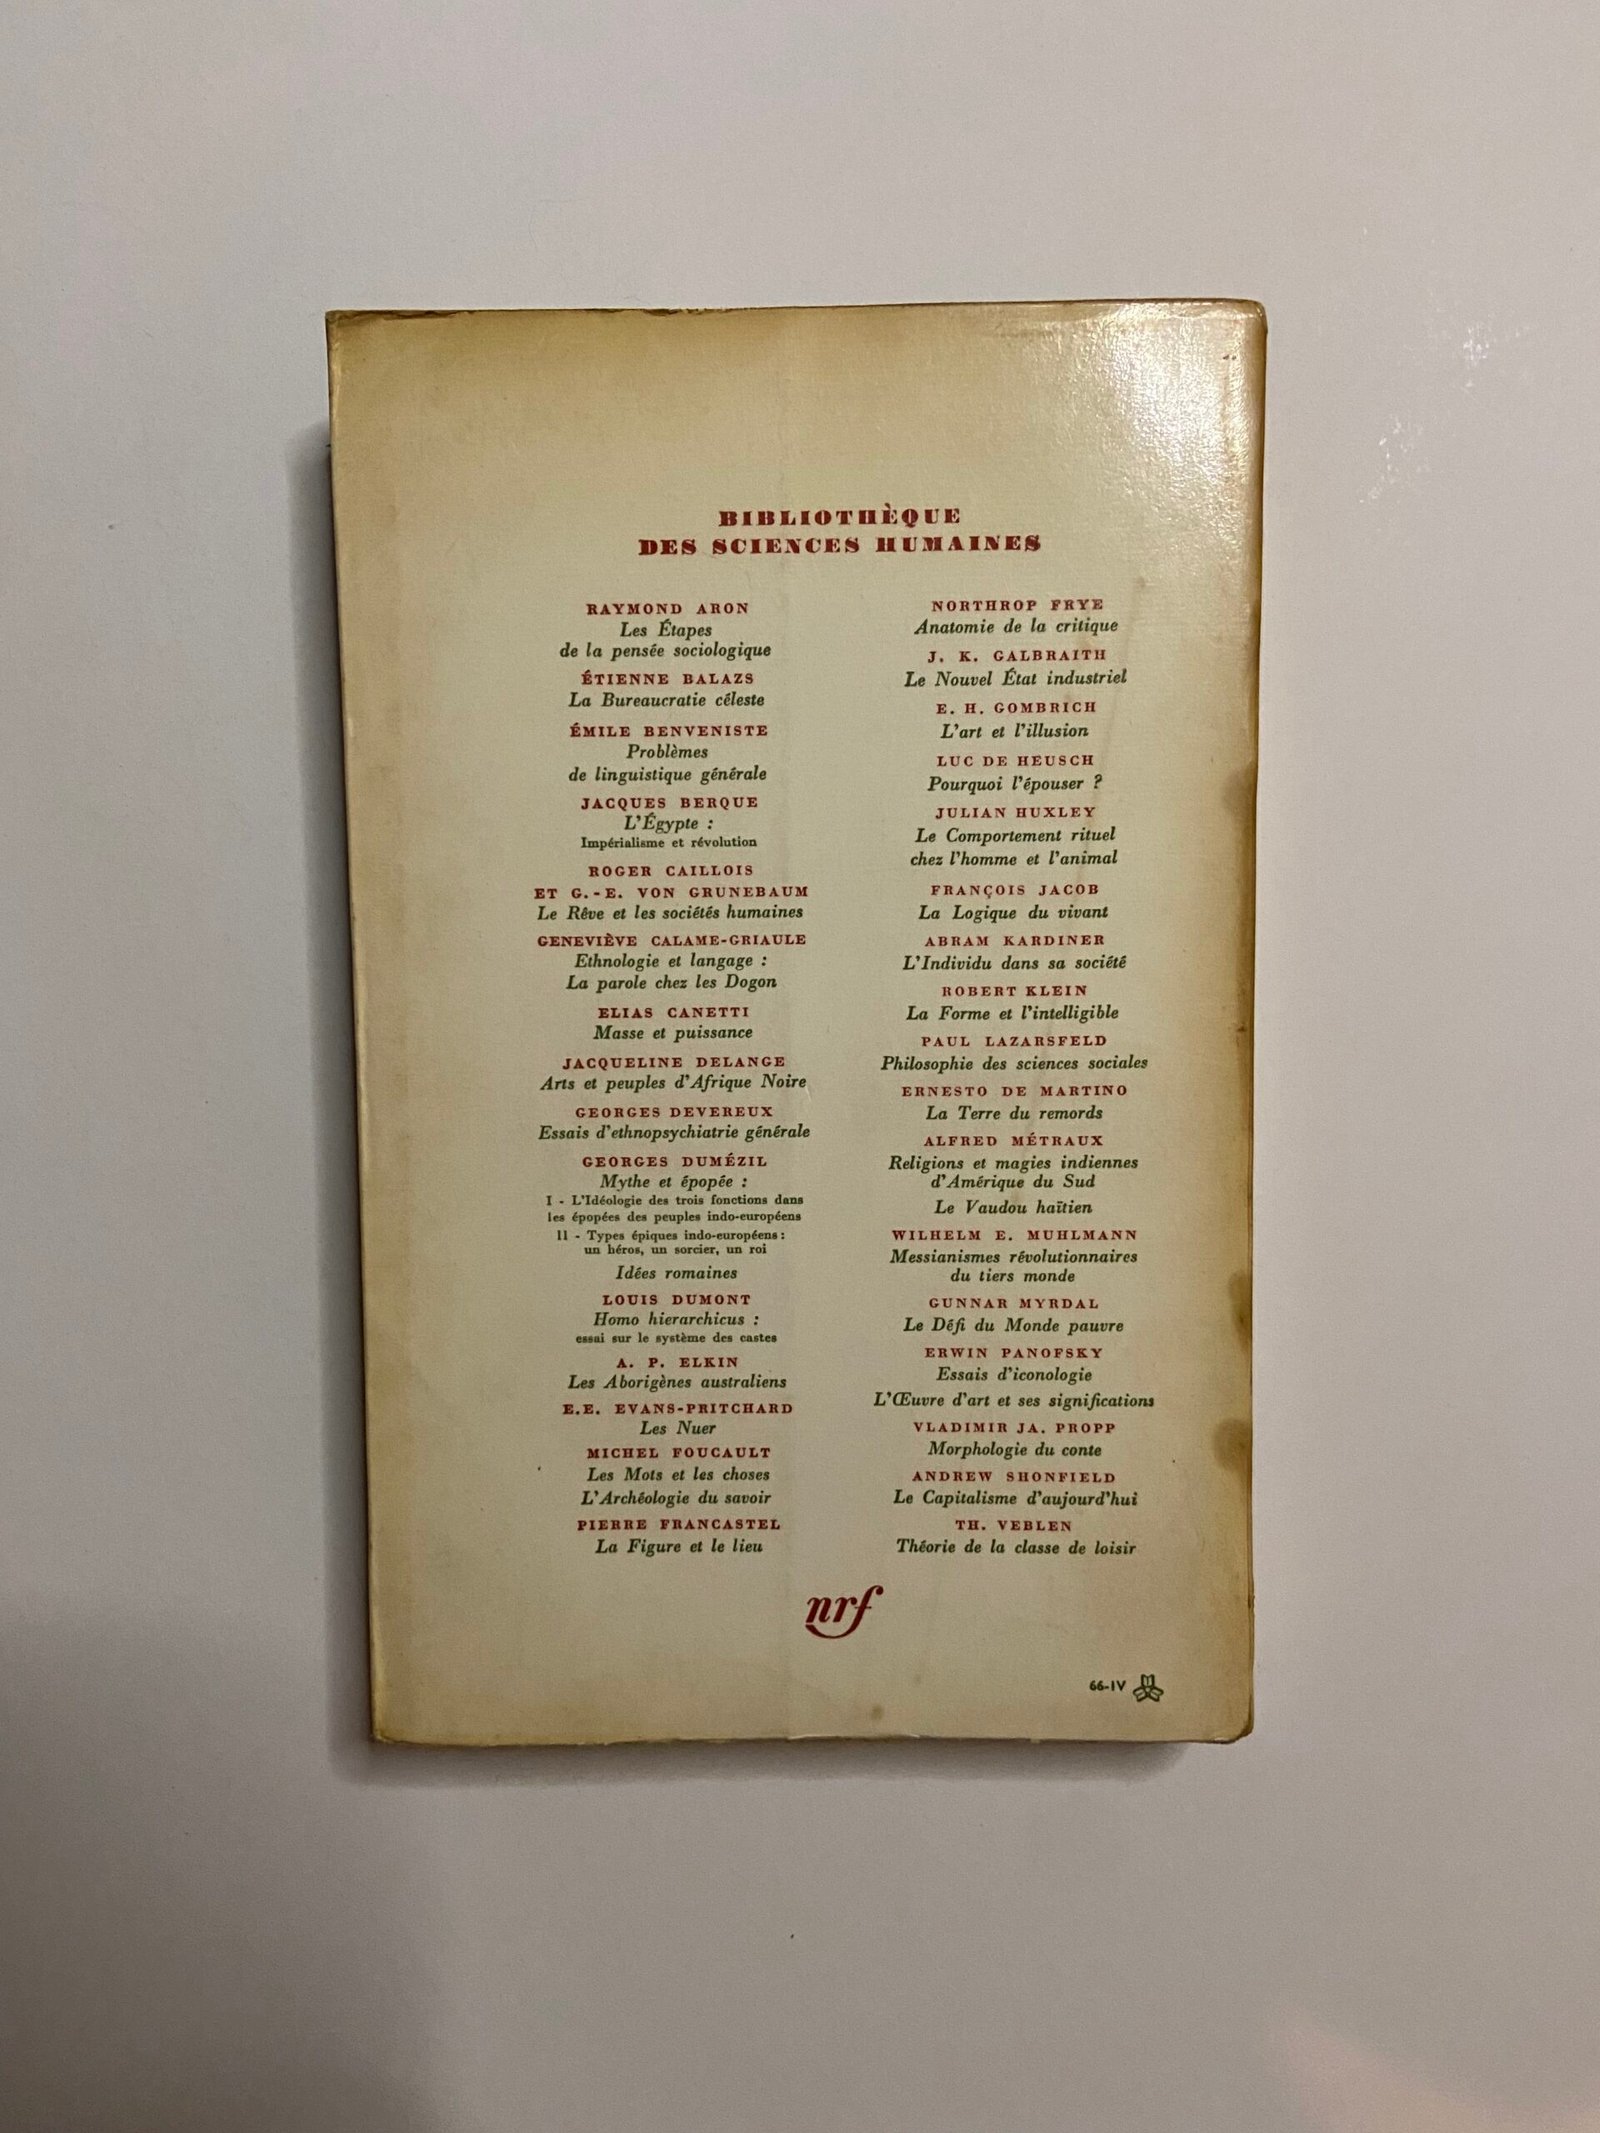 BIBLIOTHÈQUE
DES SCIENCES HUMAINES
RAYMOND ARON
Les Étapes
de la pensée sociologique
ÉTIENNE BALAZS
La Bureaucratie céleste
ÉMILE BENVENISTE
Problèmes
de linguistique générale
JACQUES BERQUE
L'Égypte :
Impérialisme et révolution
ROGER CAILLOIS
ET G.-E. VON GRUNEBAUM
Le Rêve et les sociétés humaines
GENEVIÈVE CALAME-GRIAULE
Ethnologie et langage :
La parole chez les Dogon
ELIAS CANETTI
Masse et puissance
JACQUELINE DELANGE
Arts et peuples d'Afrique Noire
GEORGES DEVEREUX
Essais d'ethnopsychiatrie générale
GEORGES DUMÉZIL
Mythe et épopée :
I - L'Idéologie des trois fonctions dans
les épopées des peuples indo-européens
II - Types épiques indo-européens :
un héros, un sorcier, un roi
Idées romaines
LOUIS DUMONT
Homo hierarchicus :
essai sur le système des castes
A. P. ELKIN
Les Aborigènes australiens
E.E. EVANS-PRITCHARD
Les Nuer
MICHEL FOUCAULT
Les Mots et les choses
L'Archéologie du savoir
PIERRE FRANCASTEL
La Figure et le lieu
NORTHROP FRYE
Anatomie de la critique
J. K. GALBRAITH
Le Nouvel État industriel
E. H. GOMBRICH
L'art et l'illusion
LUC DE HEUSCH
Pourquoi l'épouser ?
JULIAN HUXLEY
Le Comportement rituel
chez l'homme et l'animal
FRANÇOIS JACOB
La Logique du vivant
ABRAM KARDINER
L'Individu dans sa société
ROBERT KLEIN
La Forme et l'intelligible
PAUL LAZARSFELD
Philosophie des sciences sociales
ERNESTO DE MARTINO
La Terre du remords
ALFRED MÉTRAUX
Religions et magies indiennes
d'Amérique du Sud
Le Vaudou haïtien
WILHELM E. MUHLMANN
Messianismes révolutionnaires
du tiers monde
GUNNAR MYRDAL
Le Défi du Monde pauvre
ERWIN PANOFSKY
Essais d'iconologie
L'Œuvre d'art et ses significations
VLADIMIR JA. PROPP
Morphologie du conte
ANDREW SHONFIELD
Le Capitalisme d'aujourd'hui
TH. VEBLEN
Théorie de la classe de loisir
nrf
66-IV